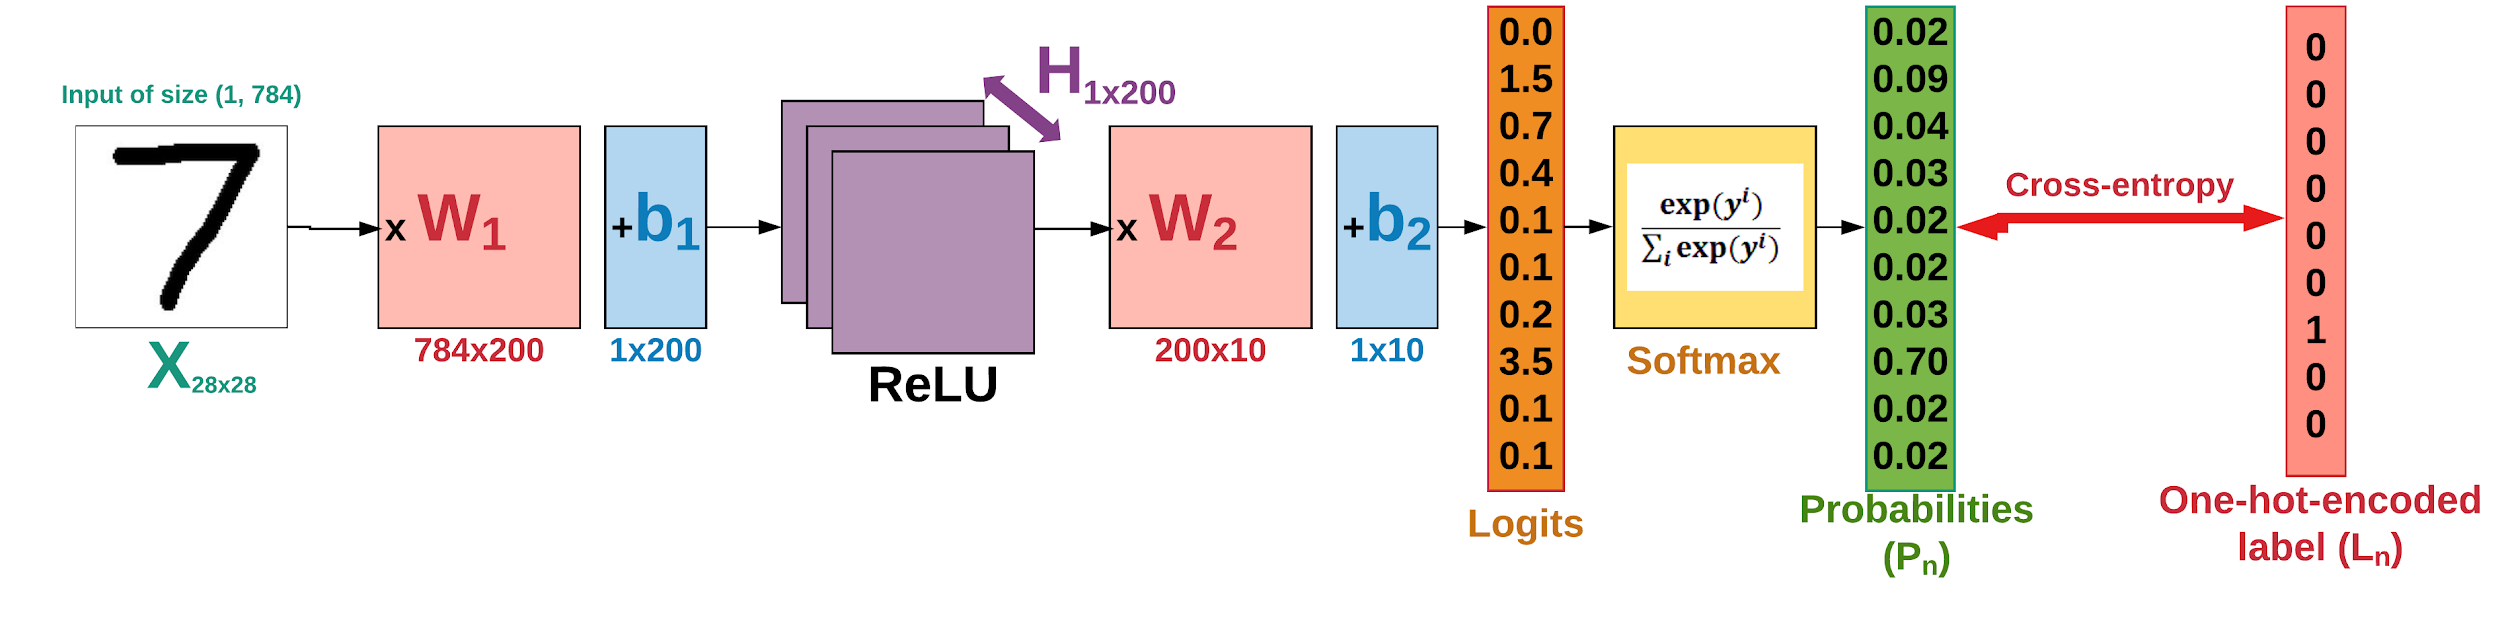 Input of size (1, 784)
7
X28x28
x W1
784x200
+b1
1x200
H1x200
ReLU
x W2
200x10
+b2
1x10
0.0
1.5
0.7
0.4
0.1
0.1
0.2
3.5
0.1
0.1
Logits
exp(y^i)
∑i exp(y^i)
Softmax
0.02
0.09
0.04
0.03
0.02
0.02
0.03
0.70
0.02
0.02
Probabilities
(Pn)
Cross-entropy
0
0
0
0
0
0
1
0
0
One-hot-encoded
label (Ln)